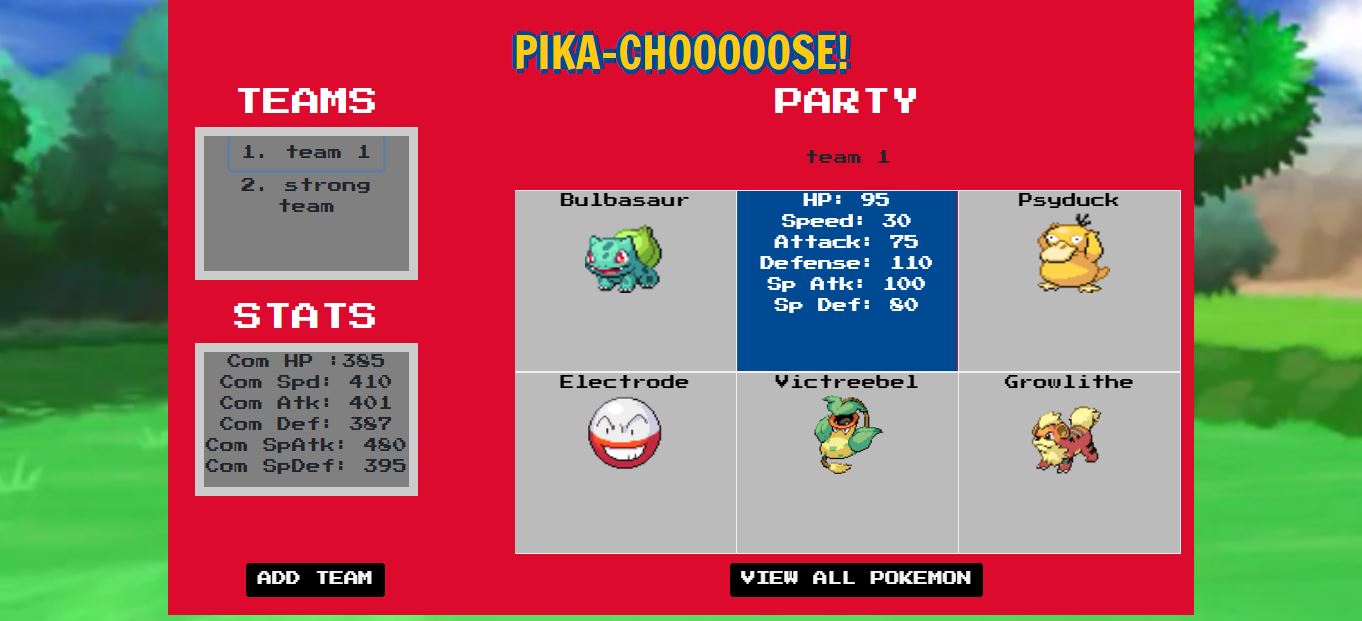 PIKA-CHOOOOOSE!
TEAMS
1. team 1
2. strong
team
STATS
Com HP :385
Com Spd: 410
Com Atk: 401
Com Def: 387
Com SpAtk: 480
Com SpDef: 395
ADD TEAM
PARTY
team 1
Bulbasaur
HP: 95
Speed: 30
Attack: 75
Defense: 110
Sp Atk: 100
Sp Def: 80
Psyduck
Electrode
Victreebel
Growlithe
VIEW ALL POKEMON